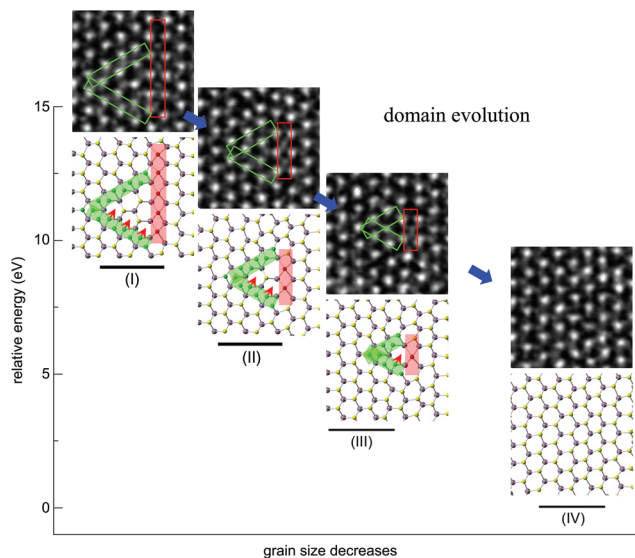 domain evolution
15
10
5
0
relative energy (eV)
(I)
(II)
(III)
(IV)
grain size decreases